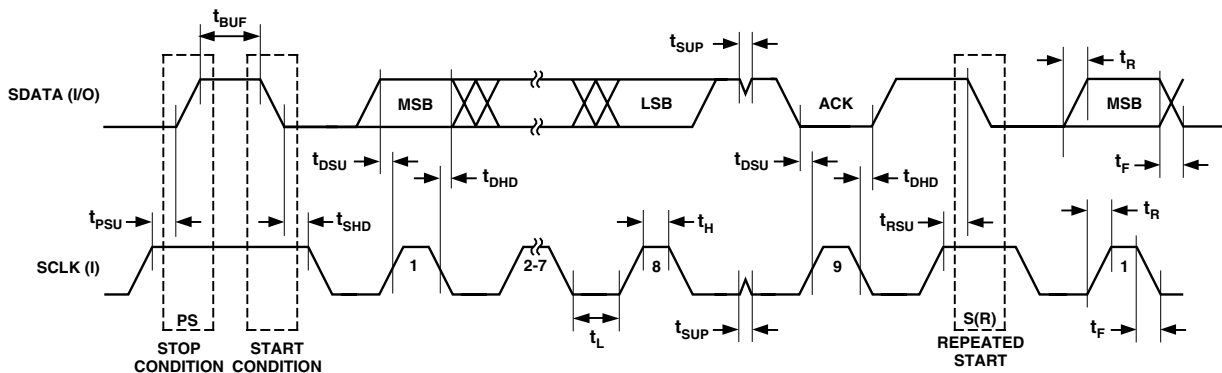 tBUF
tSUP
tR
SDATA (I/O)
MSB
LSB
ACK
MSB
tDSU
tDHD
tDSU
tDHD
tF
tPSU
tSHD
tH
tRSU
tR
SCLK (I)
1
2-7
8
9
1
PS
tL
tSUP
S(R)
tF
STOP
CONDITION
START
CONDITION
REPEATED
START